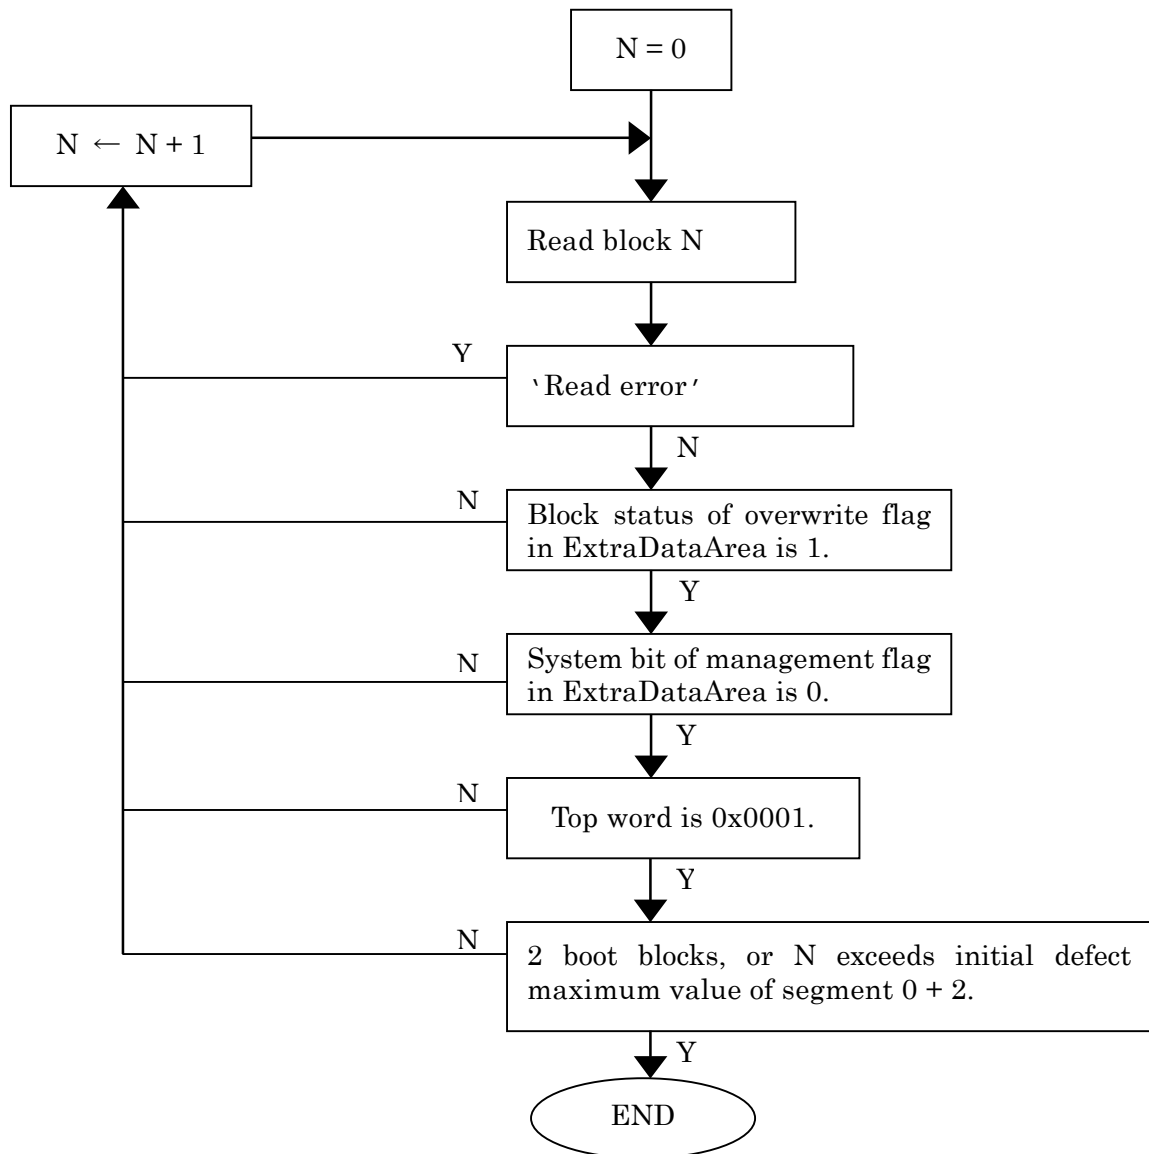 N = 0
N ← N + 1
Read block N
Y
‵Read error′
N
N
Block status of overwrite flag
in ExtraDataArea is 1.
Y
N
System bit of management flag
in ExtraDataArea is 0.
Y
N
Top word is 0x0001.
Y
N
2 boot blocks, or N exceeds initial defect
maximum value of segment 0 + 2.
Y
END